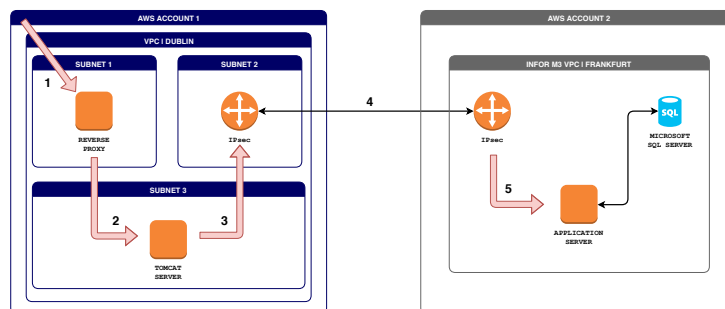 AWS ACCOUNT 1
VPC | DUBLIN
SUBNET 1
SUBNET 2
1
REVERSE
PROXY
IPsec
SUBNET 3
2
3
TOMCAT
SERVER
4
AWS ACCOUNT 2
INFOR M3 VPC | FRANKFURT
IPsec
SQL
MICROSOFT
SQL SERVER
5
APPLICATION
SERVER